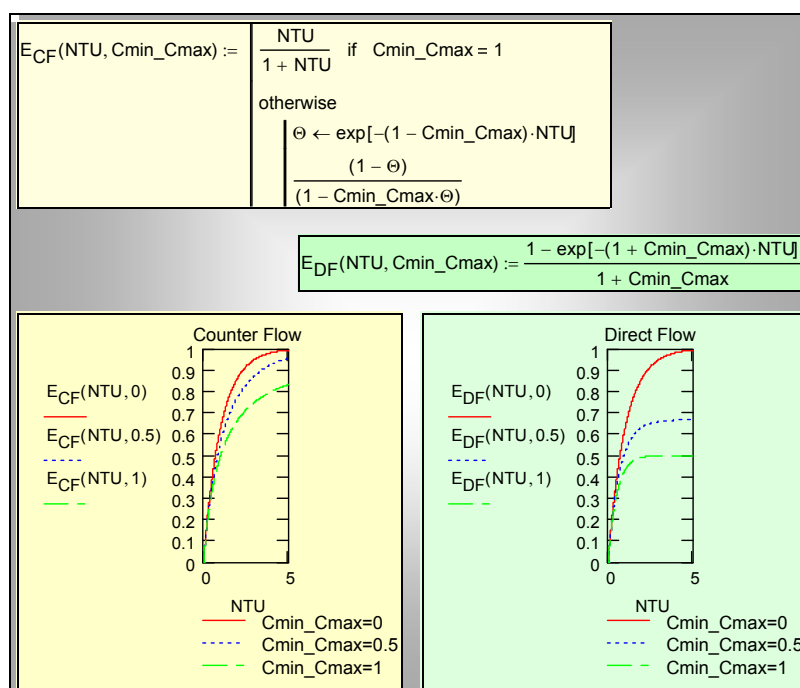 E_CF(NTU, Cmin_Cmax) := NTU / (1 + NTU) if Cmin_Cmax = 1
otherwise
Θ ← exp[−(1 − Cmin_Cmax)·NTU]
(1 − Θ) / (1 − Cmin_Cmax·Θ)
E_DF(NTU, Cmin_Cmax) := (1 − exp[−(1 + Cmin_Cmax)·NTU]) / (1 + Cmin_Cmax)
Counter Flow
1
0.9
0.8
0.7
0.6
0.5
0.4
0.3
0.2
0.1
0
E_CF(NTU, 0)
E_CF(NTU, 0.5)
E_CF(NTU, 1)
0 5
NTU
Cmin_Cmax=0
Cmin_Cmax=0.5
Cmin_Cmax=1
Direct Flow
1
0.9
0.8
0.7
0.6
0.5
0.4
0.3
0.2
0.1
0
E_DF(NTU, 0)
E_DF(NTU, 0.5)
E_DF(NTU, 1)
0 5
NTU
Cmin_Cmax=0
Cmin_Cmax=0.5
Cmin_Cmax=1